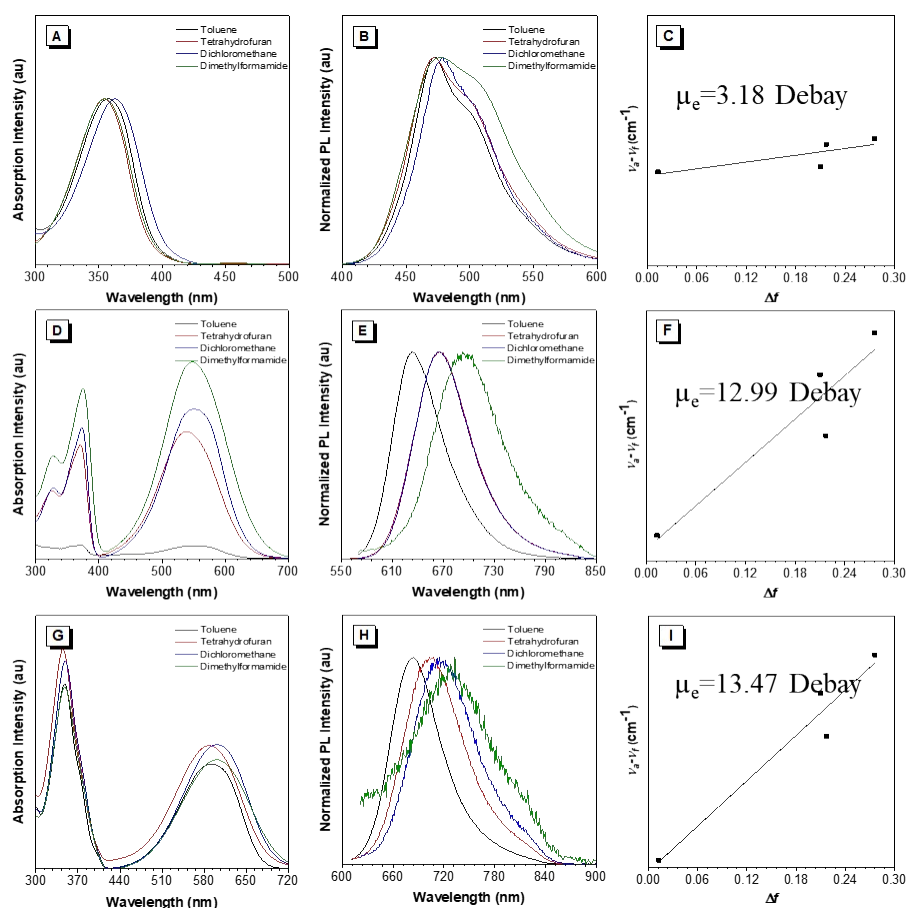 A
Toluene
Tetrahydrofuran
Dichloromethane
Dimethylformamide
Absorption Intensity (au)
300 350 400 450 500
Wavelength (nm)
B
Toluene
Tetrahydrofuran
Dichloromethane
Dimethylformamide
Normalized PL Intensity (au)
400 450 500 550 600
Wavelength (nm)
C
μe=3.18 Debay
νa-νf (cm-1)
0.00 0.06 0.12 0.18 0.24 0.30
Δf
D
Toluene
Tetrahydrofuran
Dichloromethane
Dimethylformamide
Absorption Intensity (au)
300 400 500 600 700
Wavelength (nm)
E
Toluene
Tetrahydrofuran
Dichloromethane
Dimethylformamide
Normalized PL Intensity (au)
550 610 670 730 790 850
Wavelength (nm)
F
μe=12.99 Debay
νa-νf (cm-1)
0.00 0.06 0.12 0.18 0.24 0.30
Δf
G
Toluene
Tetrahydrofuran
Dichloromethane
Dimethylformamide
Absorption Intensity (au)
300 370 440 510 580 650 720
Wavelength (nm)
H
Toluene
Tetrahydrofuran
Dichloromethane
Dimethylformamide
Normalized PL Intensity (au)
600 660 720 780 840 900
Wavelength (nm)
I
μe=13.47 Debay
νa-νf (cm-1)
0.00 0.06 0.12 0.18 0.24 0.30
Δf